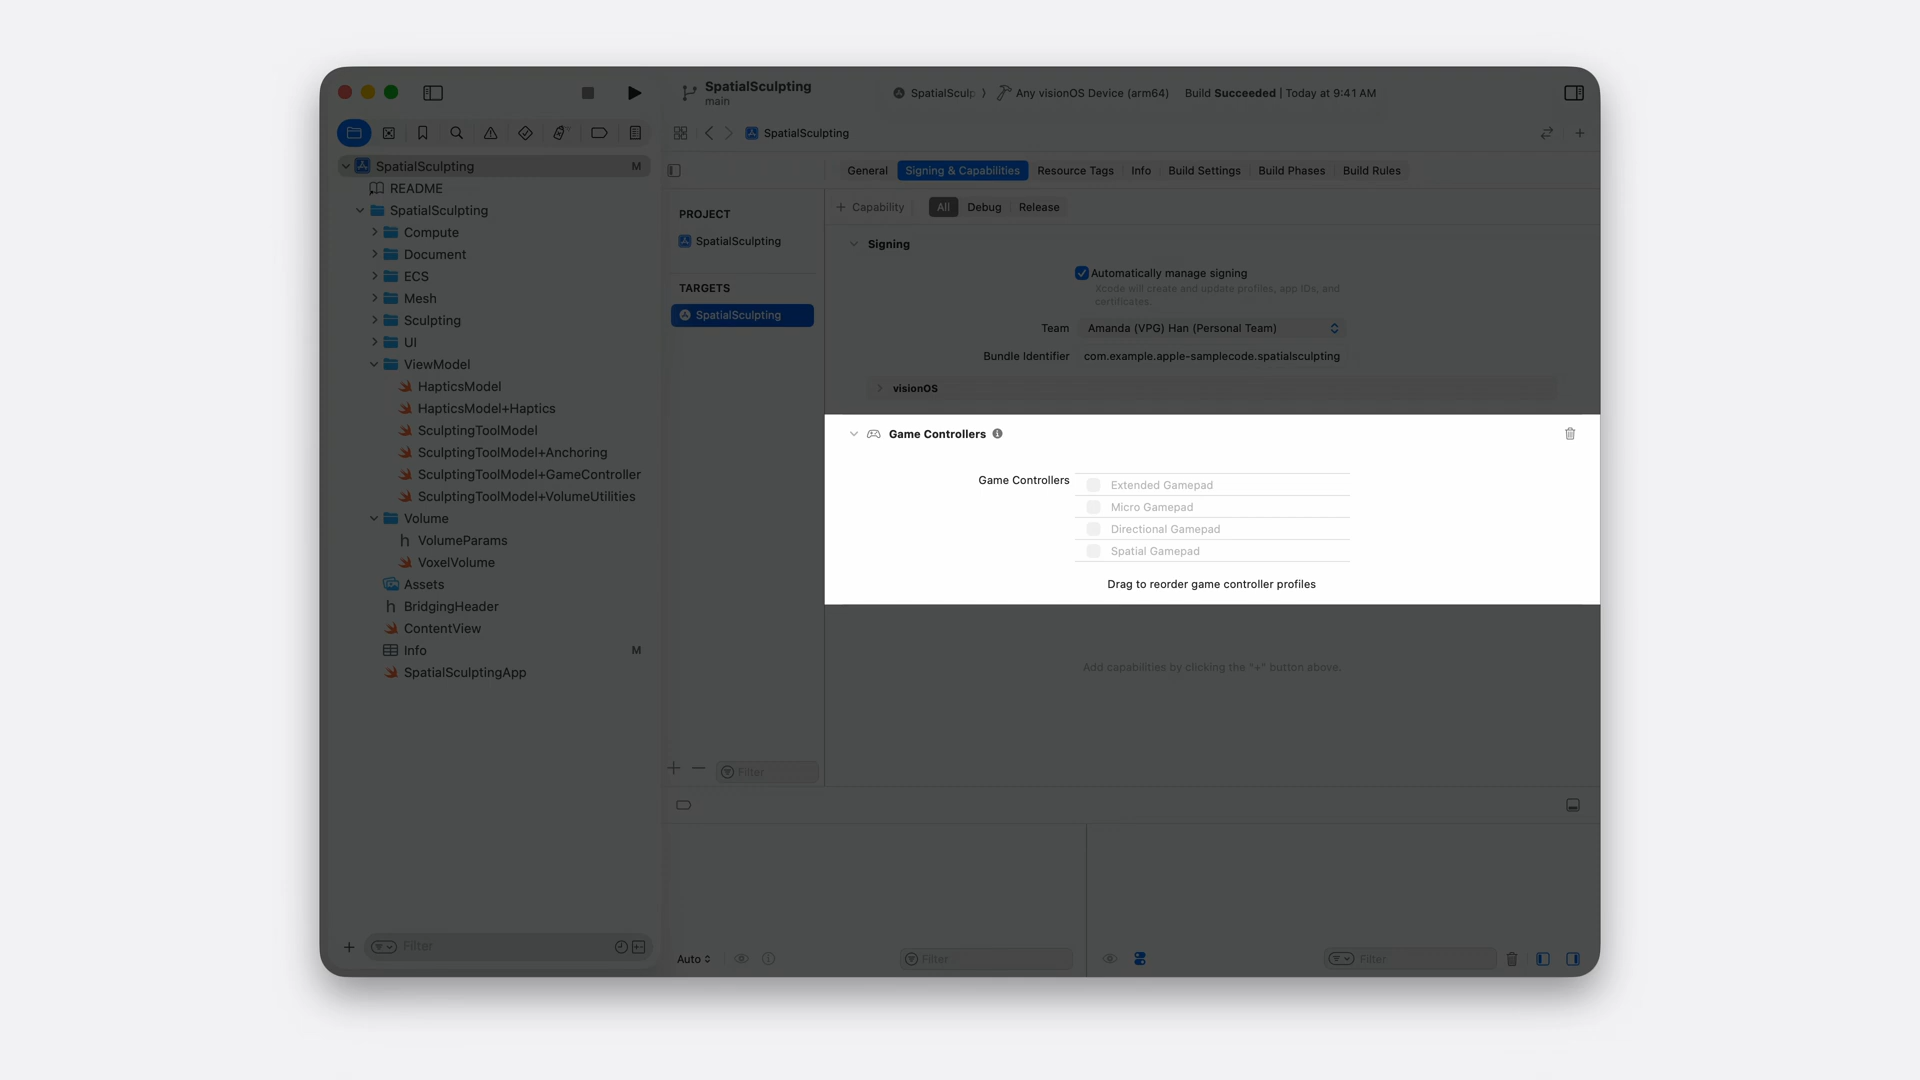 SpatialSculpting
main
SpatialSculp
Any visionOS Device (arm64)
Build Succeeded | Today at 9:41 AM
SpatialSculpting
SpatialSculpting M
README
SpatialSculpting
Compute
Document
ECS
Mesh
Sculpting
UI
ViewModel
HapticsModel
HapticsModel+Haptics
SculptingToolModel
SculptingToolModel+Anchoring
SculptingToolModel+GameController
SculptingToolModel+VolumeUtilities
Volume
h VolumeParams
VoxelVolume
Assets
h BridgingHeader
ContentView
Info M
SpatialSculptingApp
Filter
General Signing & Capabilities Resource Tags Info Build Settings Build Phases Build Rules
PROJECT
SpatialSculpting
TARGETS
SpatialSculpting
Filter
+ Capability All Debug Release
Signing
Automatically manage signing
Xcode will create and update profiles, app IDs, and
certificates.
Team Amanda (VPG) Han (Personal Team)
Bundle Identifier com.example.apple-samplecode.spatialsculpting
visionOS
Game Controllers
Game Controllers
Extended Gamepad
Micro Gamepad
Directional Gamepad
Spatial Gamepad
Drag to reorder game controller profiles
Add capabilities by clicking the "+" button above.
Auto
Filter
Filter